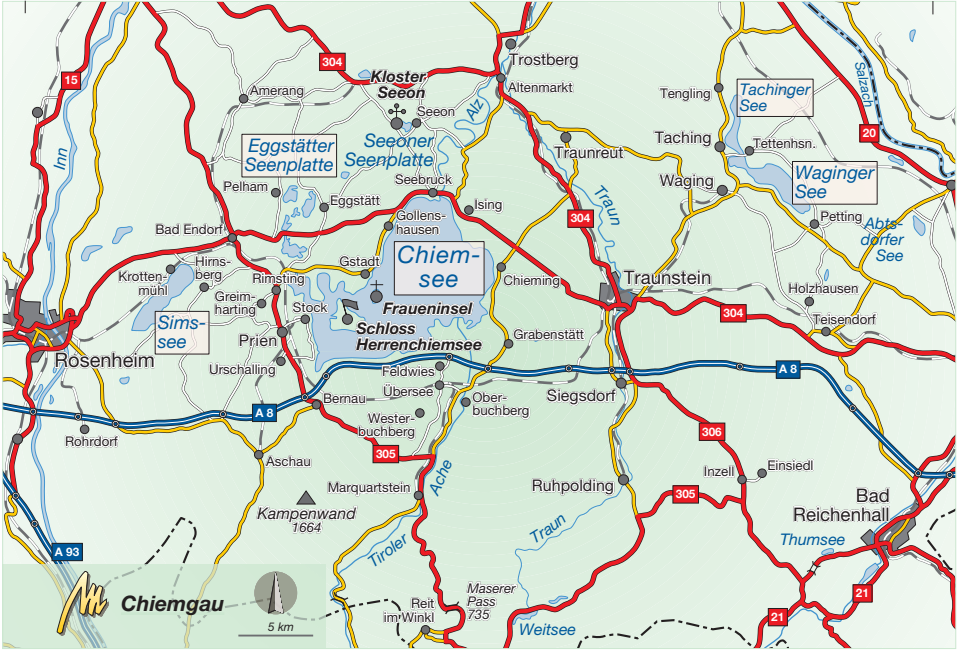 304
15
Kloster
Seeon
Trostberg
Altenmarkt
Amerang
Seeon
Alz
Tengling
Tachinger
See
Salzach
20
Inn
Eggstätter
Seenplatte
Seeoner
Seenplatte
Traunreut
Taching
Tettenhsn.
Pelham
Seebruck
Waging
Waginger
See
Eggstätt
Ising
304
Traun
Petting
Abts-
dorfer
See
Bad Endorf
Gollens-
hausen
Hirns-
berg
Krotten-
mühl
Gstadt
Chiem-
see
Rimsting
Chieming
Traunstein
Greim-
harting
Stock
Fraueninsel
Holzhausen
Sims-
see
Schloss
Herrenchiemsee
304
Teisendorf
Prien
Grabenstätt
Rosenheim
Urschalling
Feldwies
A 8
Übersee
Siegsdorf
Bernau
Ober-
buchberg
A 8
Wester-
buchberg
Rohrdorf
306
305
Aschau
Ache
Inzell
Einsiedl
Marquartstein
Ruhpolding
305
Bad
Reichenhall
Kampenwand
1664
Traun
Thumsee
Tiroler
A 93
Maserer
Pass
735
21
Chiemgau
Reit
im Winkl
Weitsee
21
5 km